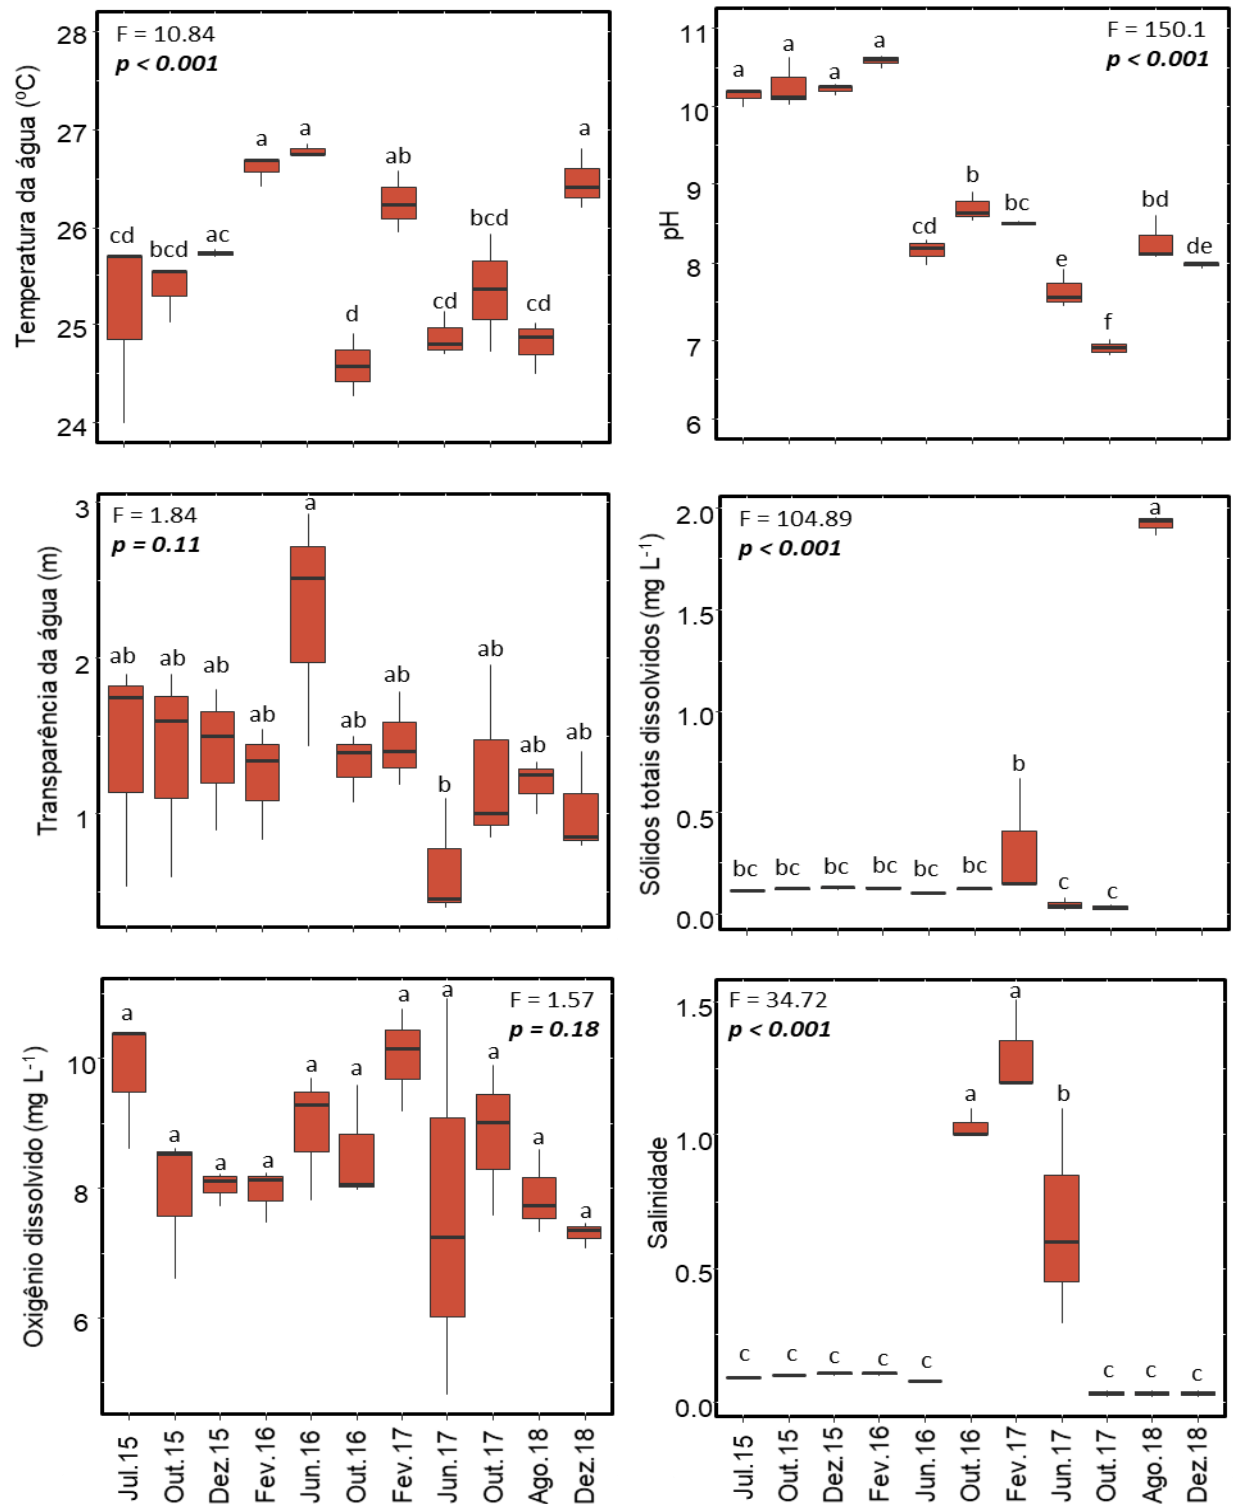 Temperatura da água (ºC)
28
27
26
25
24
F = 10.84
p < 0.001
cd
bcd
ac
a
a
d
ab
cd
bcd
cd
a
pH
11
10
9
8
7
6
F = 150.1
p < 0.001
a
a
a
a
cd
b
bc
e
f
bd
de
Transparência da água (m)
3
2
1
F = 1.84
p = 0.11
ab
ab
ab
ab
a
ab
ab
b
ab
ab
ab
Sólidos totais dissolvidos (mg L-1)
2.0
1.5
1.0
0.5
0.0
F = 104.89
p < 0.001
bc
bc
bc
bc
bc
bc
b
c
c
a
Oxigênio dissolvido (mg L-1)
10
8
6
F = 1.57
p = 0.18
a
a
a
a
a
a
a
a
a
a
a
Jul.15
Out.15
Dez.15
Fev.16
Jun.16
Out.16
Fev.17
Jun.17
Out.17
Ago.18
Dez.18
Salinidade
1.5
1.0
0.5
0.0
F = 34.72
p < 0.001
c
c
c
c
c
a
a
b
c
c
c
Jul.15
Out.15
Dez.15
Fev.16
Jun.16
Out.16
Fev.17
Jun.17
Out.17
Ago.18
Dez.18